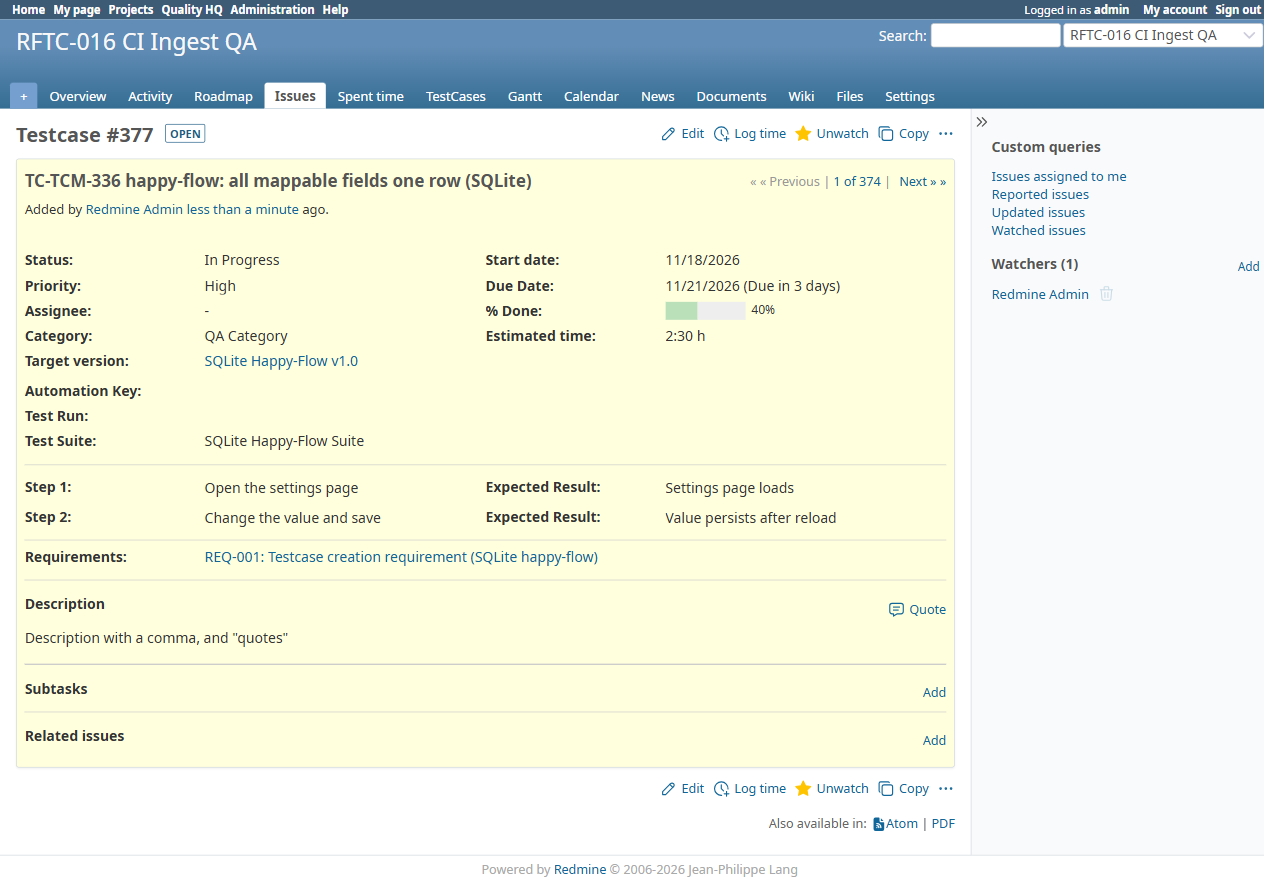 Home My page Projects Quality HQ Administration Help Logged in as admin My account Sign out
RFTC-016 CI Ingest QA Search: RFTC-016 CI Ingest QA
+ Overview Activity Roadmap Issues Spent time TestCases Gantt Calendar News Documents Wiki Files Settings
Testcase #377 OPEN Edit Log time Unwatch Copy ···
TC-TCM-336 happy-flow: all mappable fields one row (SQLite) « « Previous | 1 of 374 | Next » »
Added by Redmine Admin less than a minute ago.
Status: In Progress Start date: 11/18/2026
Priority: High Due Date: 11/21/2026 (Due in 3 days)
Assignee: - % Done: 40%
Category: QA Category Estimated time: 2:30 h
Target version: SQLite Happy-Flow v1.0
Automation Key:
Test Run:
Test Suite: SQLite Happy-Flow Suite
Step 1: Open the settings page Expected Result: Settings page loads
Step 2: Change the value and save Expected Result: Value persists after reload
Requirements: REQ-001: Testcase creation requirement (SQLite happy-flow)
Description Quote
Description with a comma, and "quotes"
Subtasks Add
Related issues Add
Edit Log time Unwatch Copy ···
Also available in: Atom | PDF
»
Custom queries
Issues assigned to me
Reported issues
Updated issues
Watched issues
Watchers (1) Add
Redmine Admin
Powered by Redmine © 2006-2026 Jean-Philippe Lang